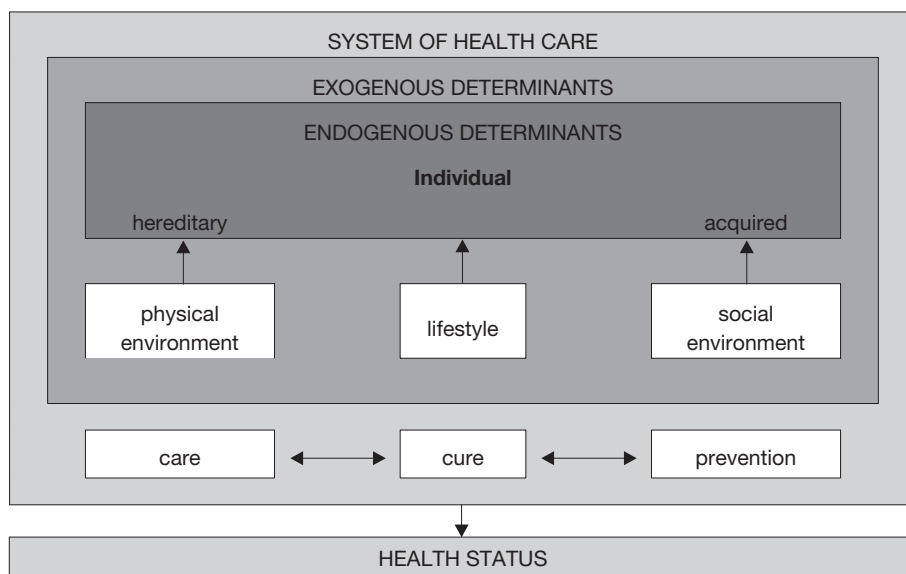 SYSTEM OF HEALTH CARE
EXOGENOUS DETERMINANTS
ENDOGENOUS DETERMINANTS
Individual
hereditary
acquired
physical
environment
lifestyle
social
environment
care
cure
prevention
HEALTH STATUS